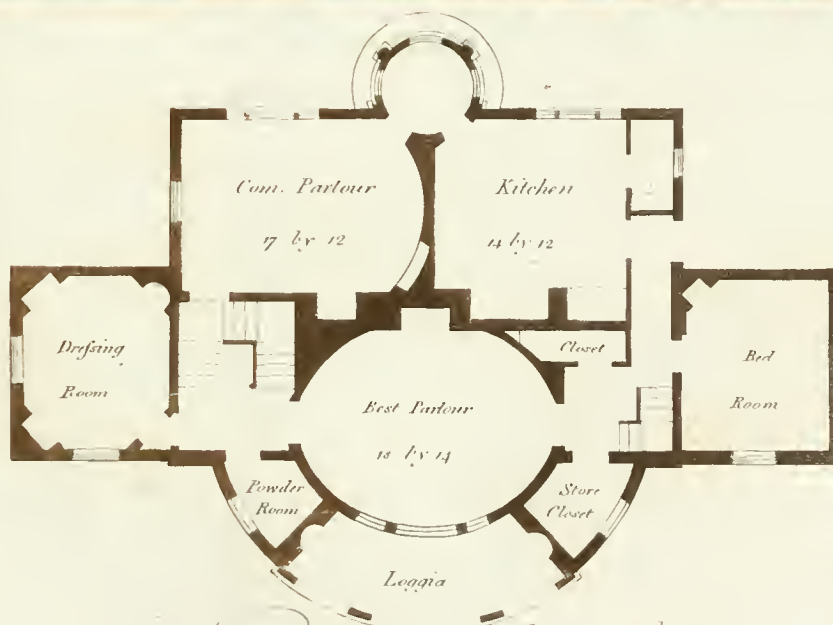 Com. Parlour
17 by 12
Kitchen
14 by 12
Dreſsing
Room
Closet
Bed
Room
Best Parlour
18 by 14
Powder
Room
Store
Closet
Loggia